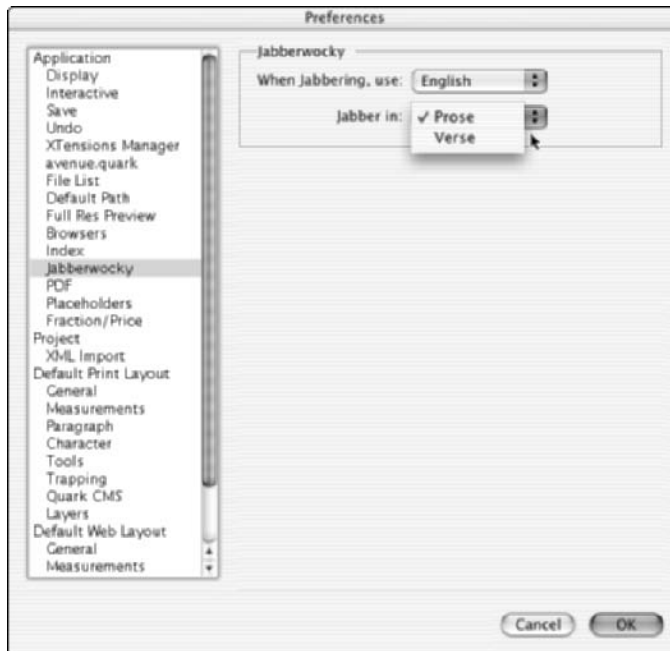 Preferences
Application
Display
Interactive
Save
Undo
XTensions Manager
avenue.quark
File List
Default Path
Full Res Preview
Browsers
Index
Jabberwocky
PDF
Placeholders
Fraction/Price
Project
XML Import
Default Print Layout
General
Measurements
Paragraph
Character
Tools
Trapping
Quark CMS
Layers
Default Web Layout
General
Measurements
Jabberwocky
When Jabbering, use: English
Jabber in: ✓ Prose
Verse
Cancel OK